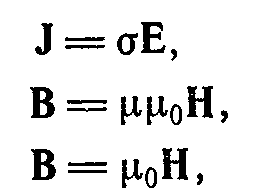 J = σE,
B = μμ₀H,
B = μ₀H,